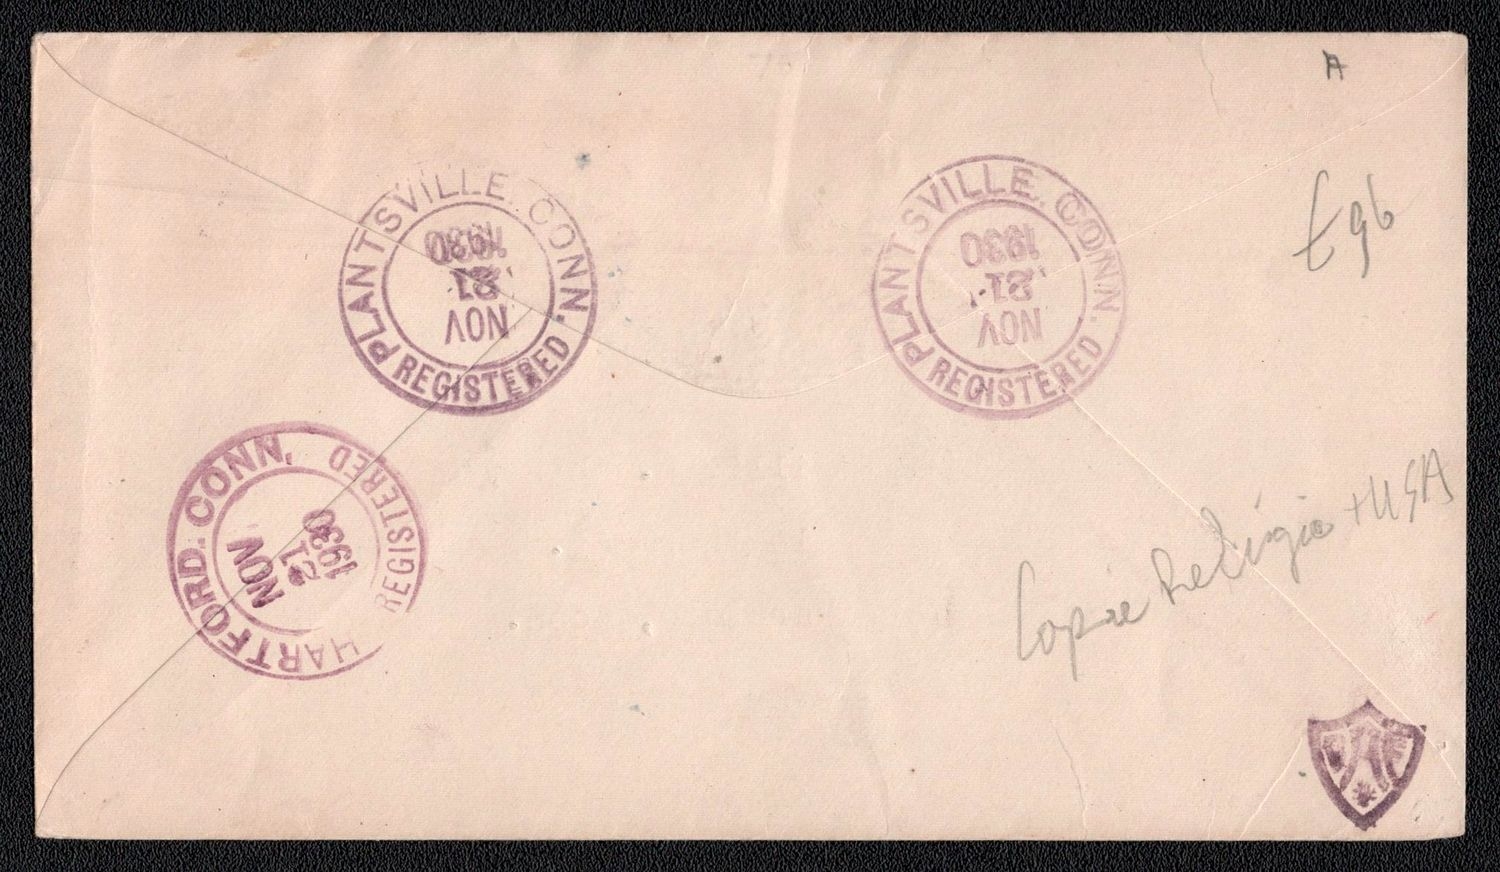 A
PLANTSVILLE. CONN.
REGISTERED
NOV
21
1930
PLANTSVILLE. CONN.
REGISTERED
NOV
21
1930
£96
HARTFORD. CONN.
REGISTERED
NOV
21
1930
+ USA